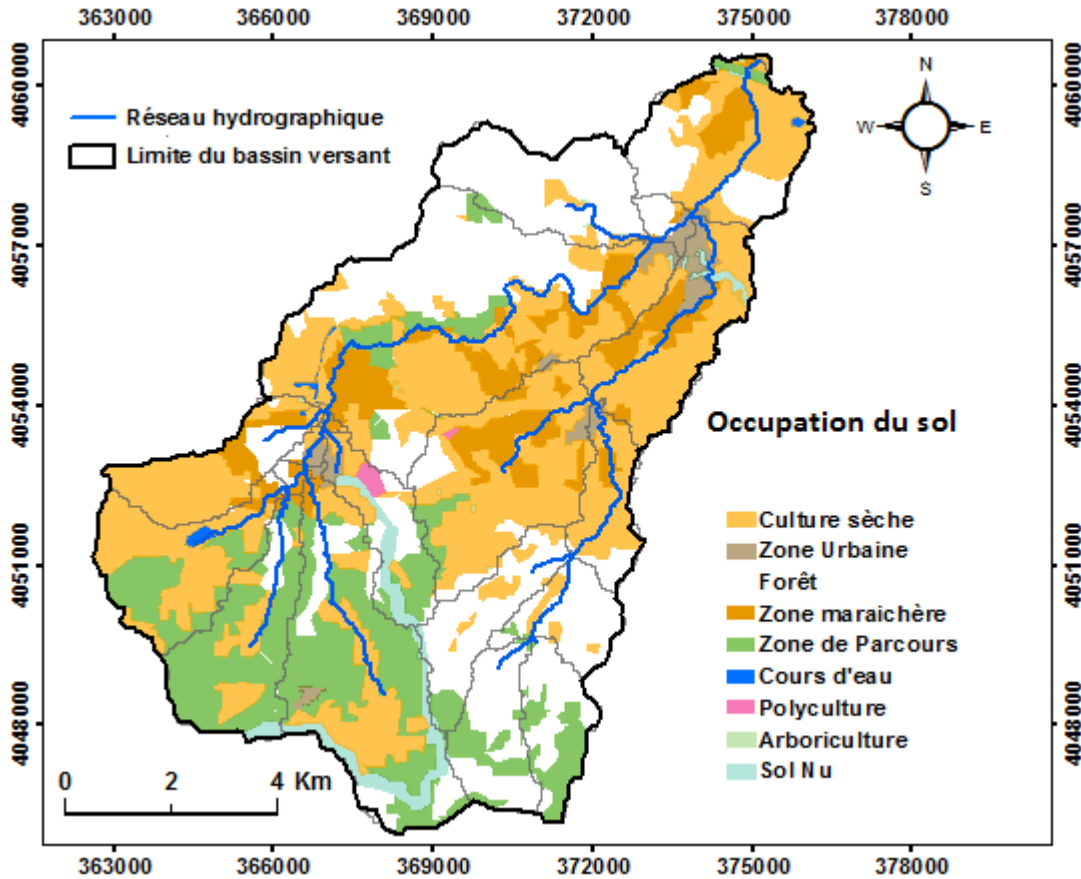 363000 366000 369000 372000 375000 378000
4060000
4057000
4054000
4051000
4048000
Réseau hydrographique
Limite du bassin versant
N
W E
S
4060000
4057000
4054000
4051000
4048000
Occupation du sol
Culture sèche
Zone Urbaine
Forêt
Zone maraichère
Zone de Parcours
Cours d'eau
Polyculture
Arboriculture
Sol Nu
0 2 4 Km
363000 366000 369000 372000 375000 378000